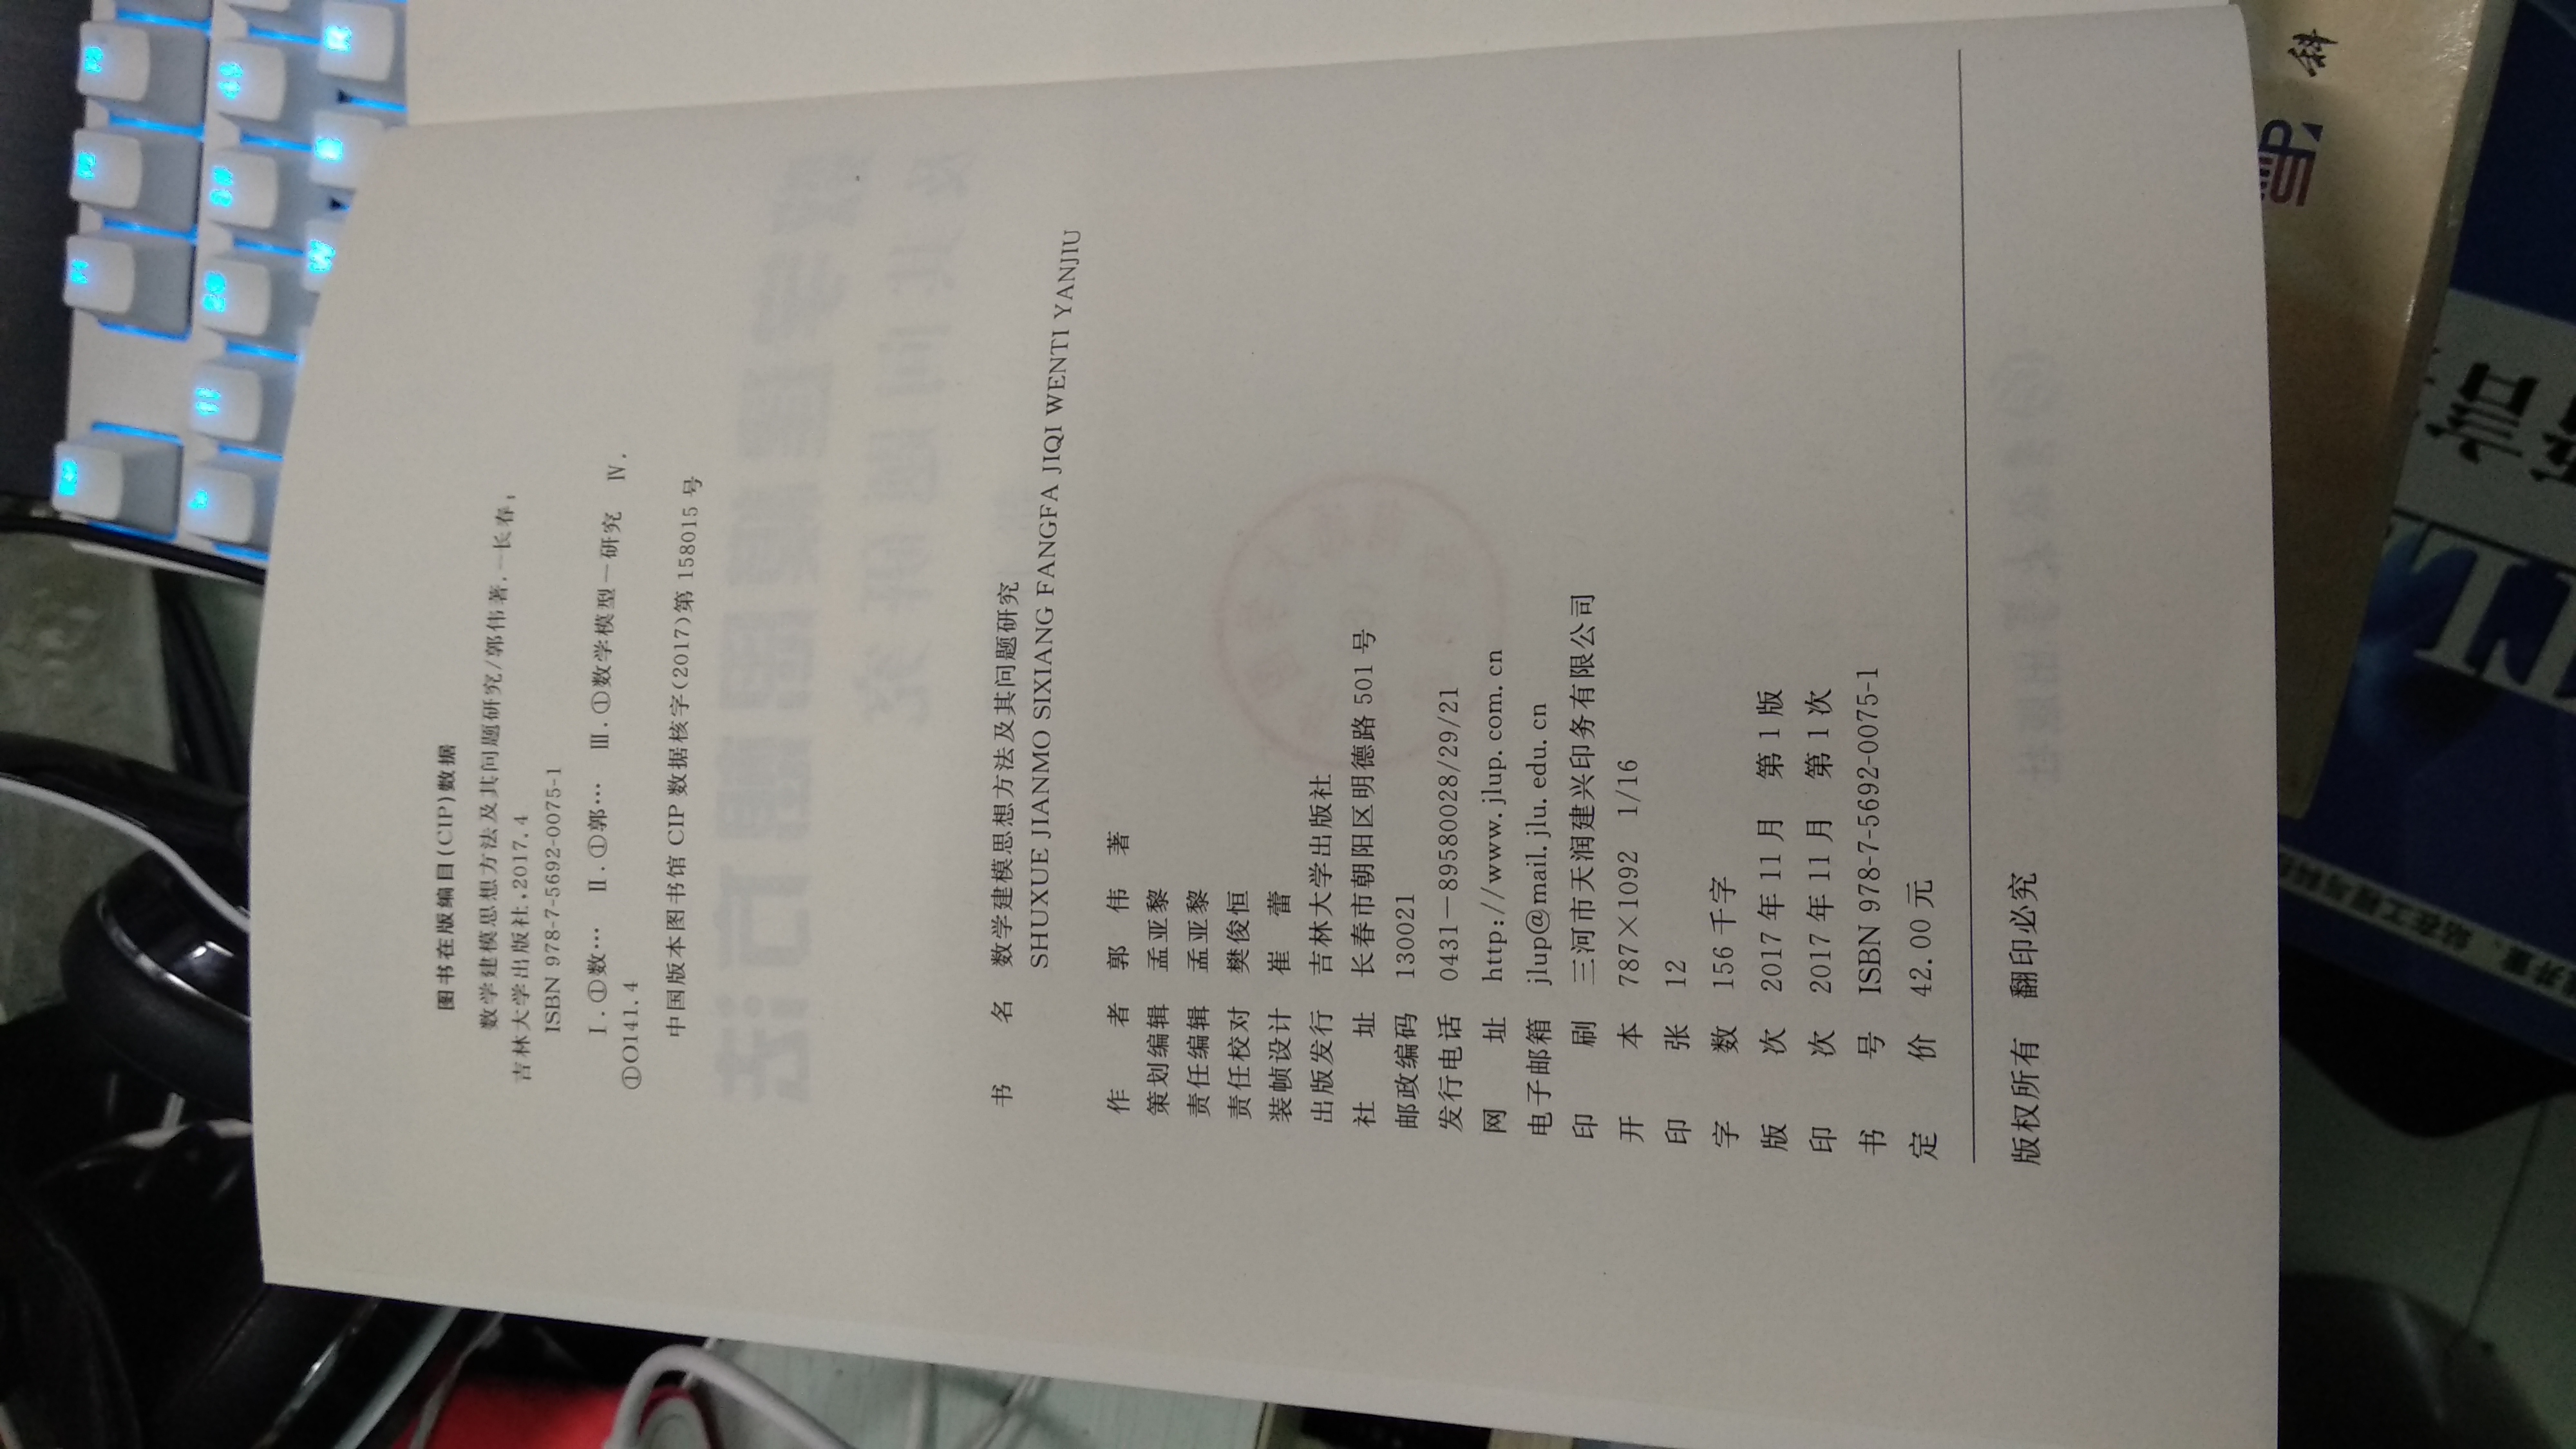 图书在版编目(CIP)数据
数学建模思想方法及其问题研究/郭伟著.—长春:
吉林大学出版社,2017.4
ISBN 978-7-5692-0075-1
Ⅰ.①数… Ⅱ.①郭… Ⅲ.①数学模型—研究 Ⅳ.
①O141.4
中国版本图书馆 CIP 数据核字(2017)第 158015 号
书 名 数学建模思想方法及其问题研究
SHUXUE JIANMO SIXIANG FANGFA JIQI WENTI YANJIU
作 者 郭 伟 著
策划编辑 孟亚黎
责任编辑 孟亚黎
责任校对 樊俊恒
装帧设计 崔 蕾
出版发行 吉林大学出版社
社 址 长春市朝阳区明德路 501 号
邮政编码 130021
发行电话 0431—89580028/29/21
网 址 http://www.jlup.com.cn
电子邮箱 jlup@mail.jlu.edu.cn
印 刷 三河市天润建兴印务有限公司
开 本 787×1092 1/16
印 张 12
字 数 156 千字
版 次 2017 年 11 月 第 1 版
印 次 2017 年 11 月 第 1 次
书 号 ISBN 978-7-5692-0075-1
定 价 42.00 元
版权所有 翻印必究
科